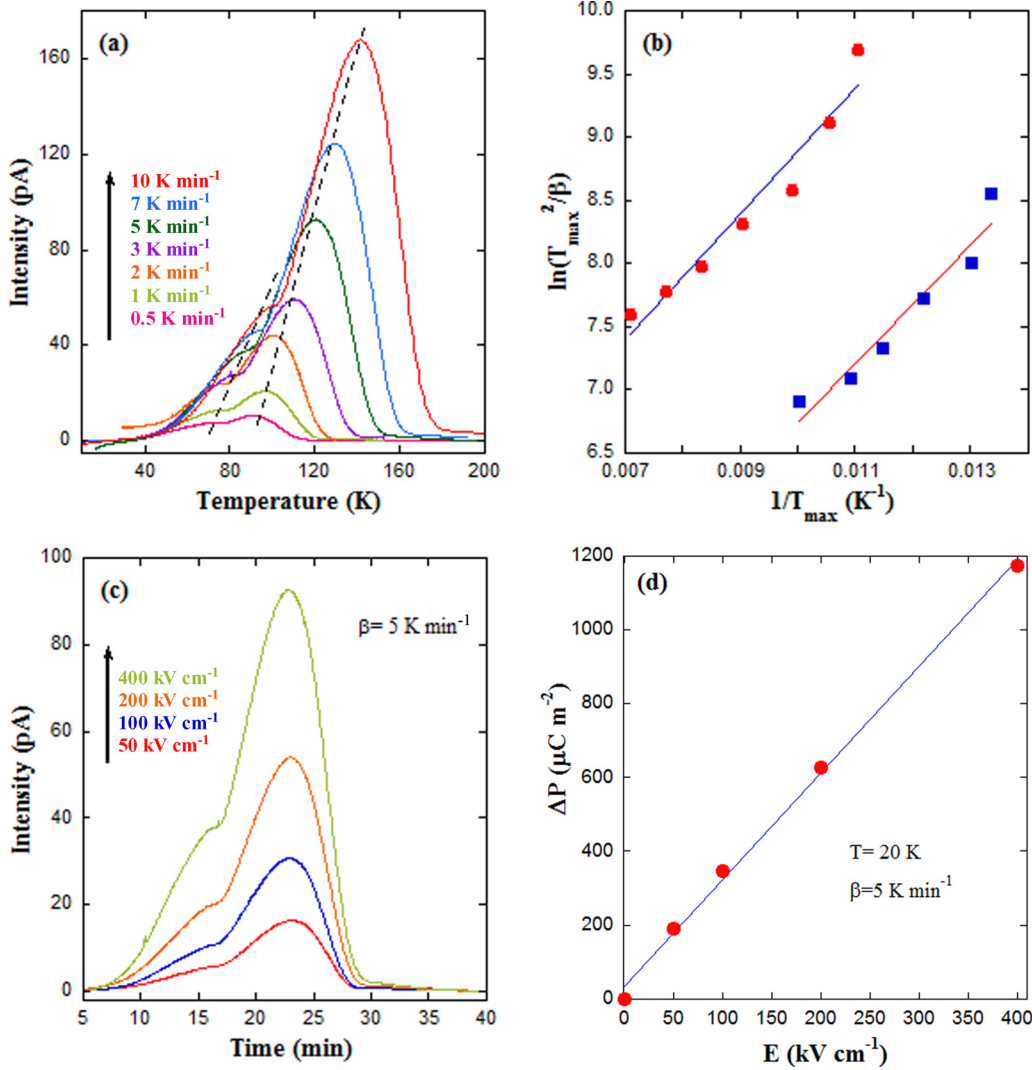 (a)
160
120
80
40
0
Intensity (pA)
10 K min⁻¹
7 K min⁻¹
5 K min⁻¹
3 K min⁻¹
2 K min⁻¹
1 K min⁻¹
0.5 K min⁻¹
40 80 120 160 200
Temperature (K)
(b)
10.0
9.5
9.0
8.5
8.0
7.5
7.0
6.5
ln(T_max²/β)
0.007 0.009 0.011 0.013
1/T_max (K⁻¹)
(c)
β= 5 K min⁻¹
100
80
60
40
20
0
Intensity (pA)
400 kV cm⁻¹
200 kV cm⁻¹
100 kV cm⁻¹
50 kV cm⁻¹
5 10 15 20 25 30 35 40
Time (min)
(d)
1200
1000
800
600
400
200
0
ΔP (μC m⁻²)
T= 20 K
β=5 K min⁻¹
0 50 100 150 200 250 300 350 400
E (kV cm⁻¹)